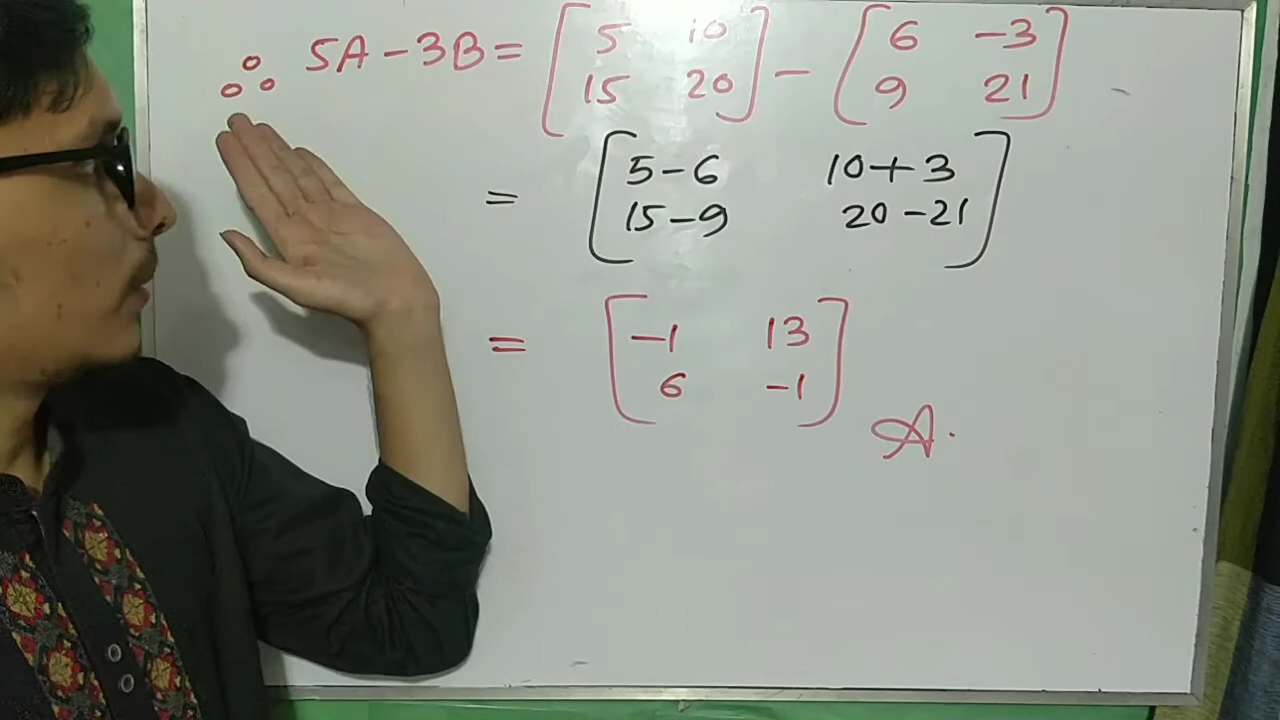 ∴ 5A-3B= [5 10] - [6 -3]
[15 20] [9 21]
= [5-6 10+3]
[15-9 20-21]
= [-1 13]
[6 -1]
A.